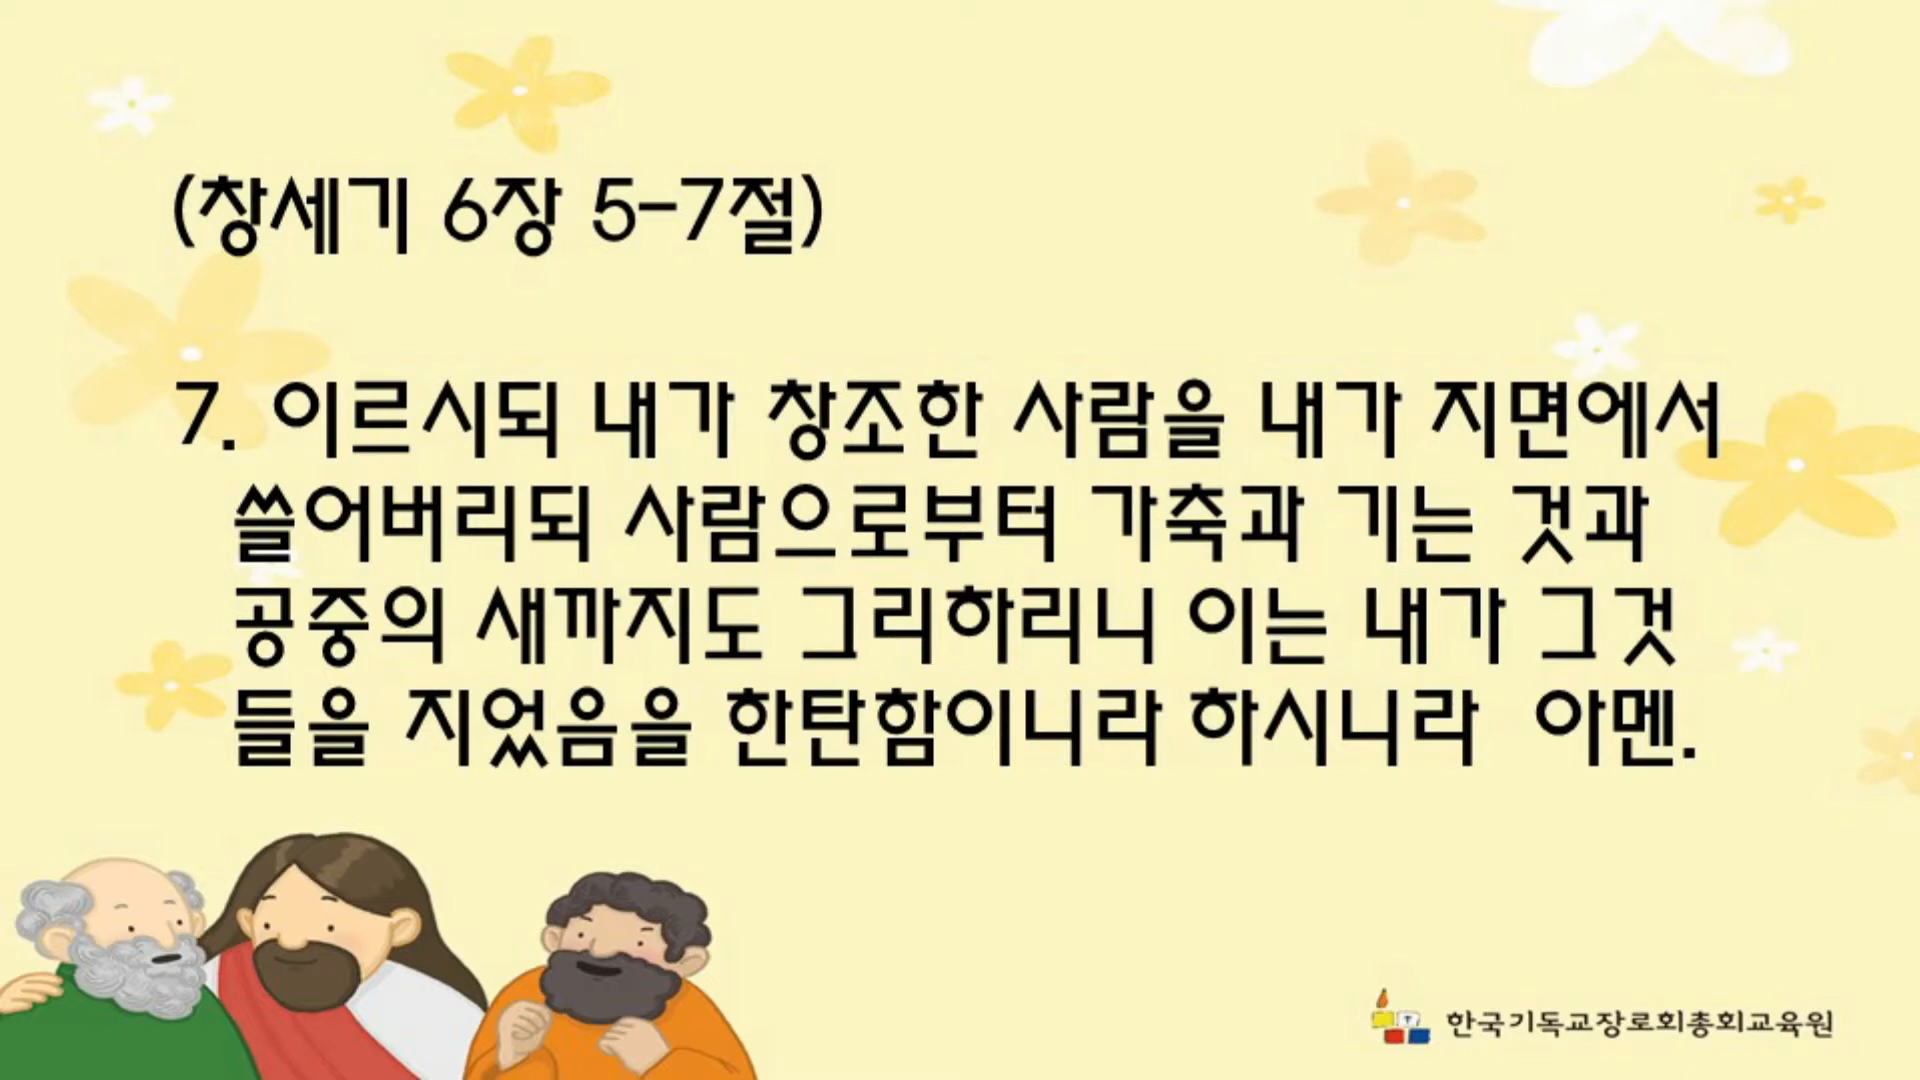 (창세기 6장 5-7절)
7. 이르시되 내가 창조한 사람을 내가 지면에서
쓸어버리되 사람으로부터 가축과 기는 것과
공중의 새까지도 그리하리니 이는 내가 그것
들을 지었음을 한탄함이니라 하시니라 아멘.
한국기독교장로회총회교육원